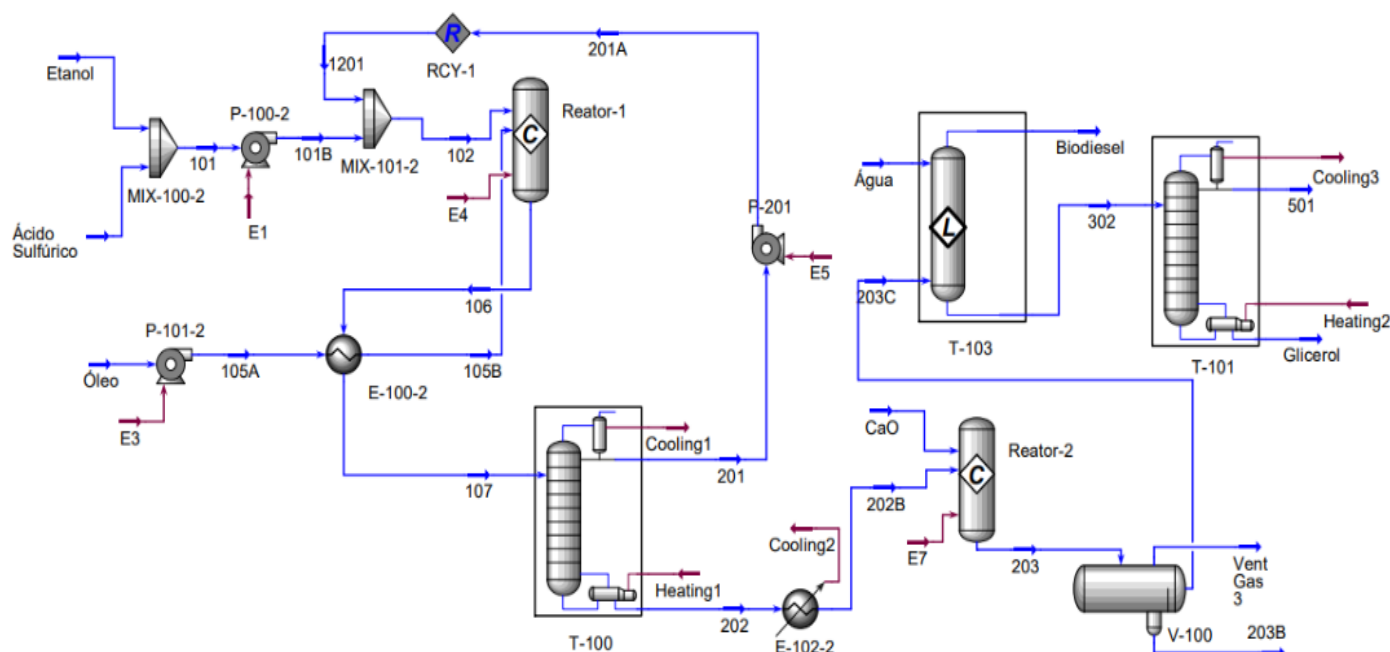 Etanol
1201
RCY-1
201A
P-100-2
Reator-1
101
101B
MIX-101-2
102
MIX-100-2
E1
E4
Ácido
Sulfúrico
P-201
E5
Água
Biodiesel
Cooling3
501
302
203C
T-103
Heating2
Glicerol
T-101
106
P-101-2
105A
105B
Óleo
E-100-2
E3
Cooling1
107
201
CaO
Reator-2
202B
Cooling2
E7
203
Vent
Gas
3
Heating1
202
E-102-2
T-100
V-100
203B
R
C
L
C